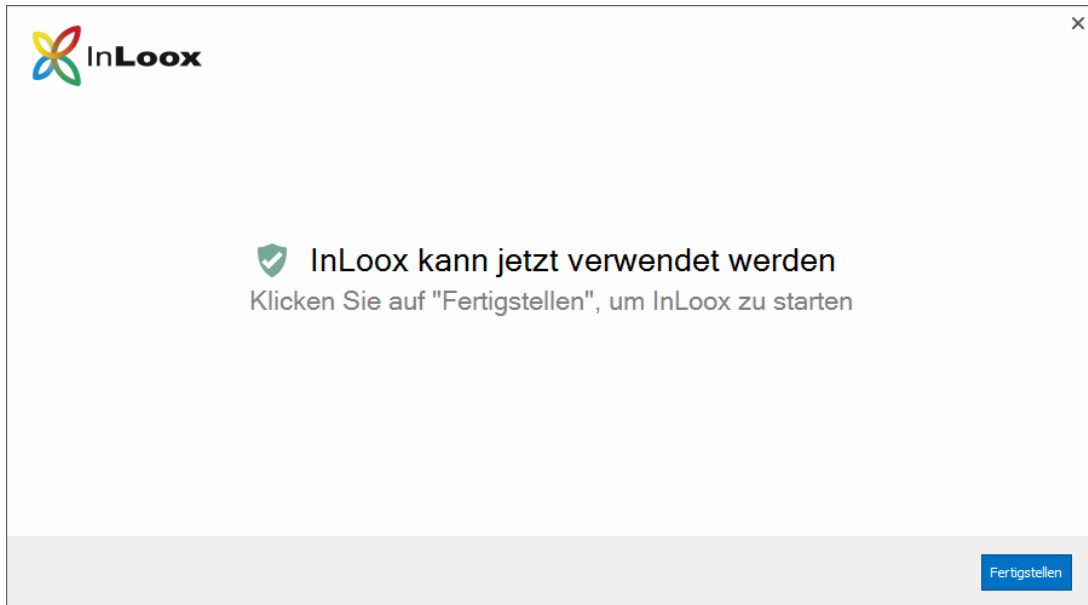 InLoox
InLoox kann jetzt verwendet werden
Klicken Sie auf "Fertigstellen", um InLoox zu starten
Fertigstellen